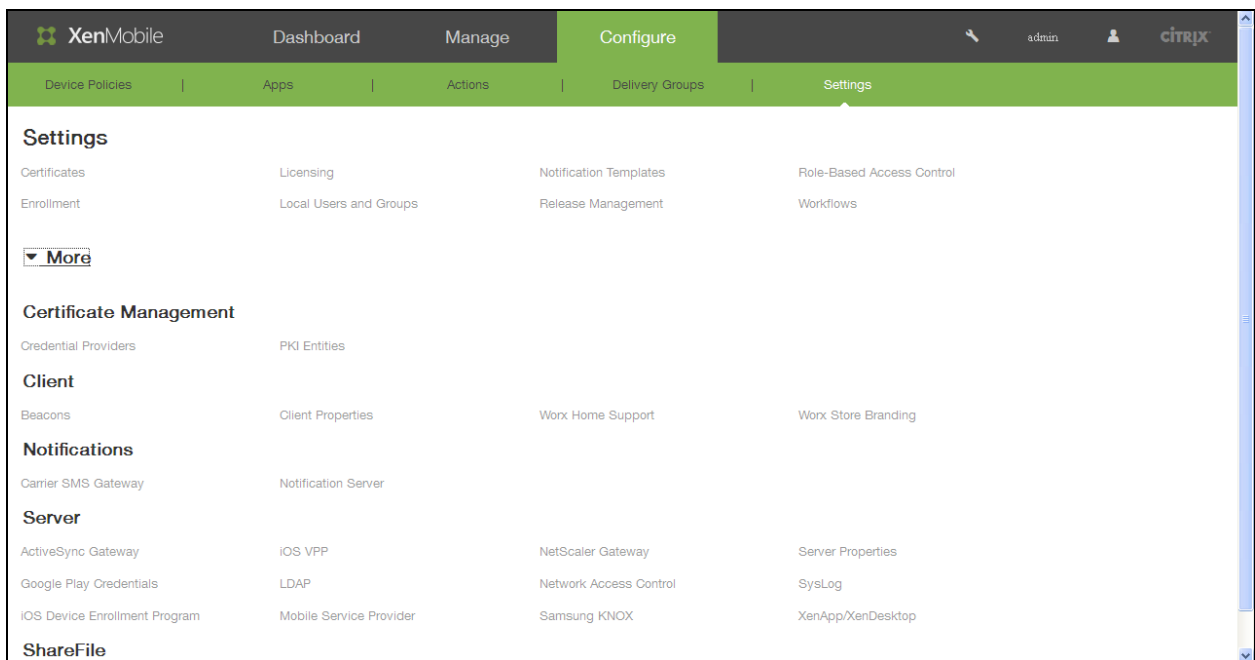 XenMobile Dashboard Manage Configure admin CİTRIX
Device Policies | Apps | Actions | Delivery Groups | Settings
Settings
Certificates Licensing Notification Templates Role-Based Access Control
Enrollment Local Users and Groups Release Management Workflows
More
Certificate Management
Credential Providers PKI Entities
Client
Beacons Client Properties Worx Home Support Worx Store Branding
Notifications
Carrier SMS Gateway Notification Server
Server
ActiveSync Gateway iOS VPP NetScaler Gateway Server Properties
Google Play Credentials LDAP Network Access Control SysLog
iOS Device Enrollment Program Mobile Service Provider Samsung KNOX XenApp/XenDesktop
ShareFile